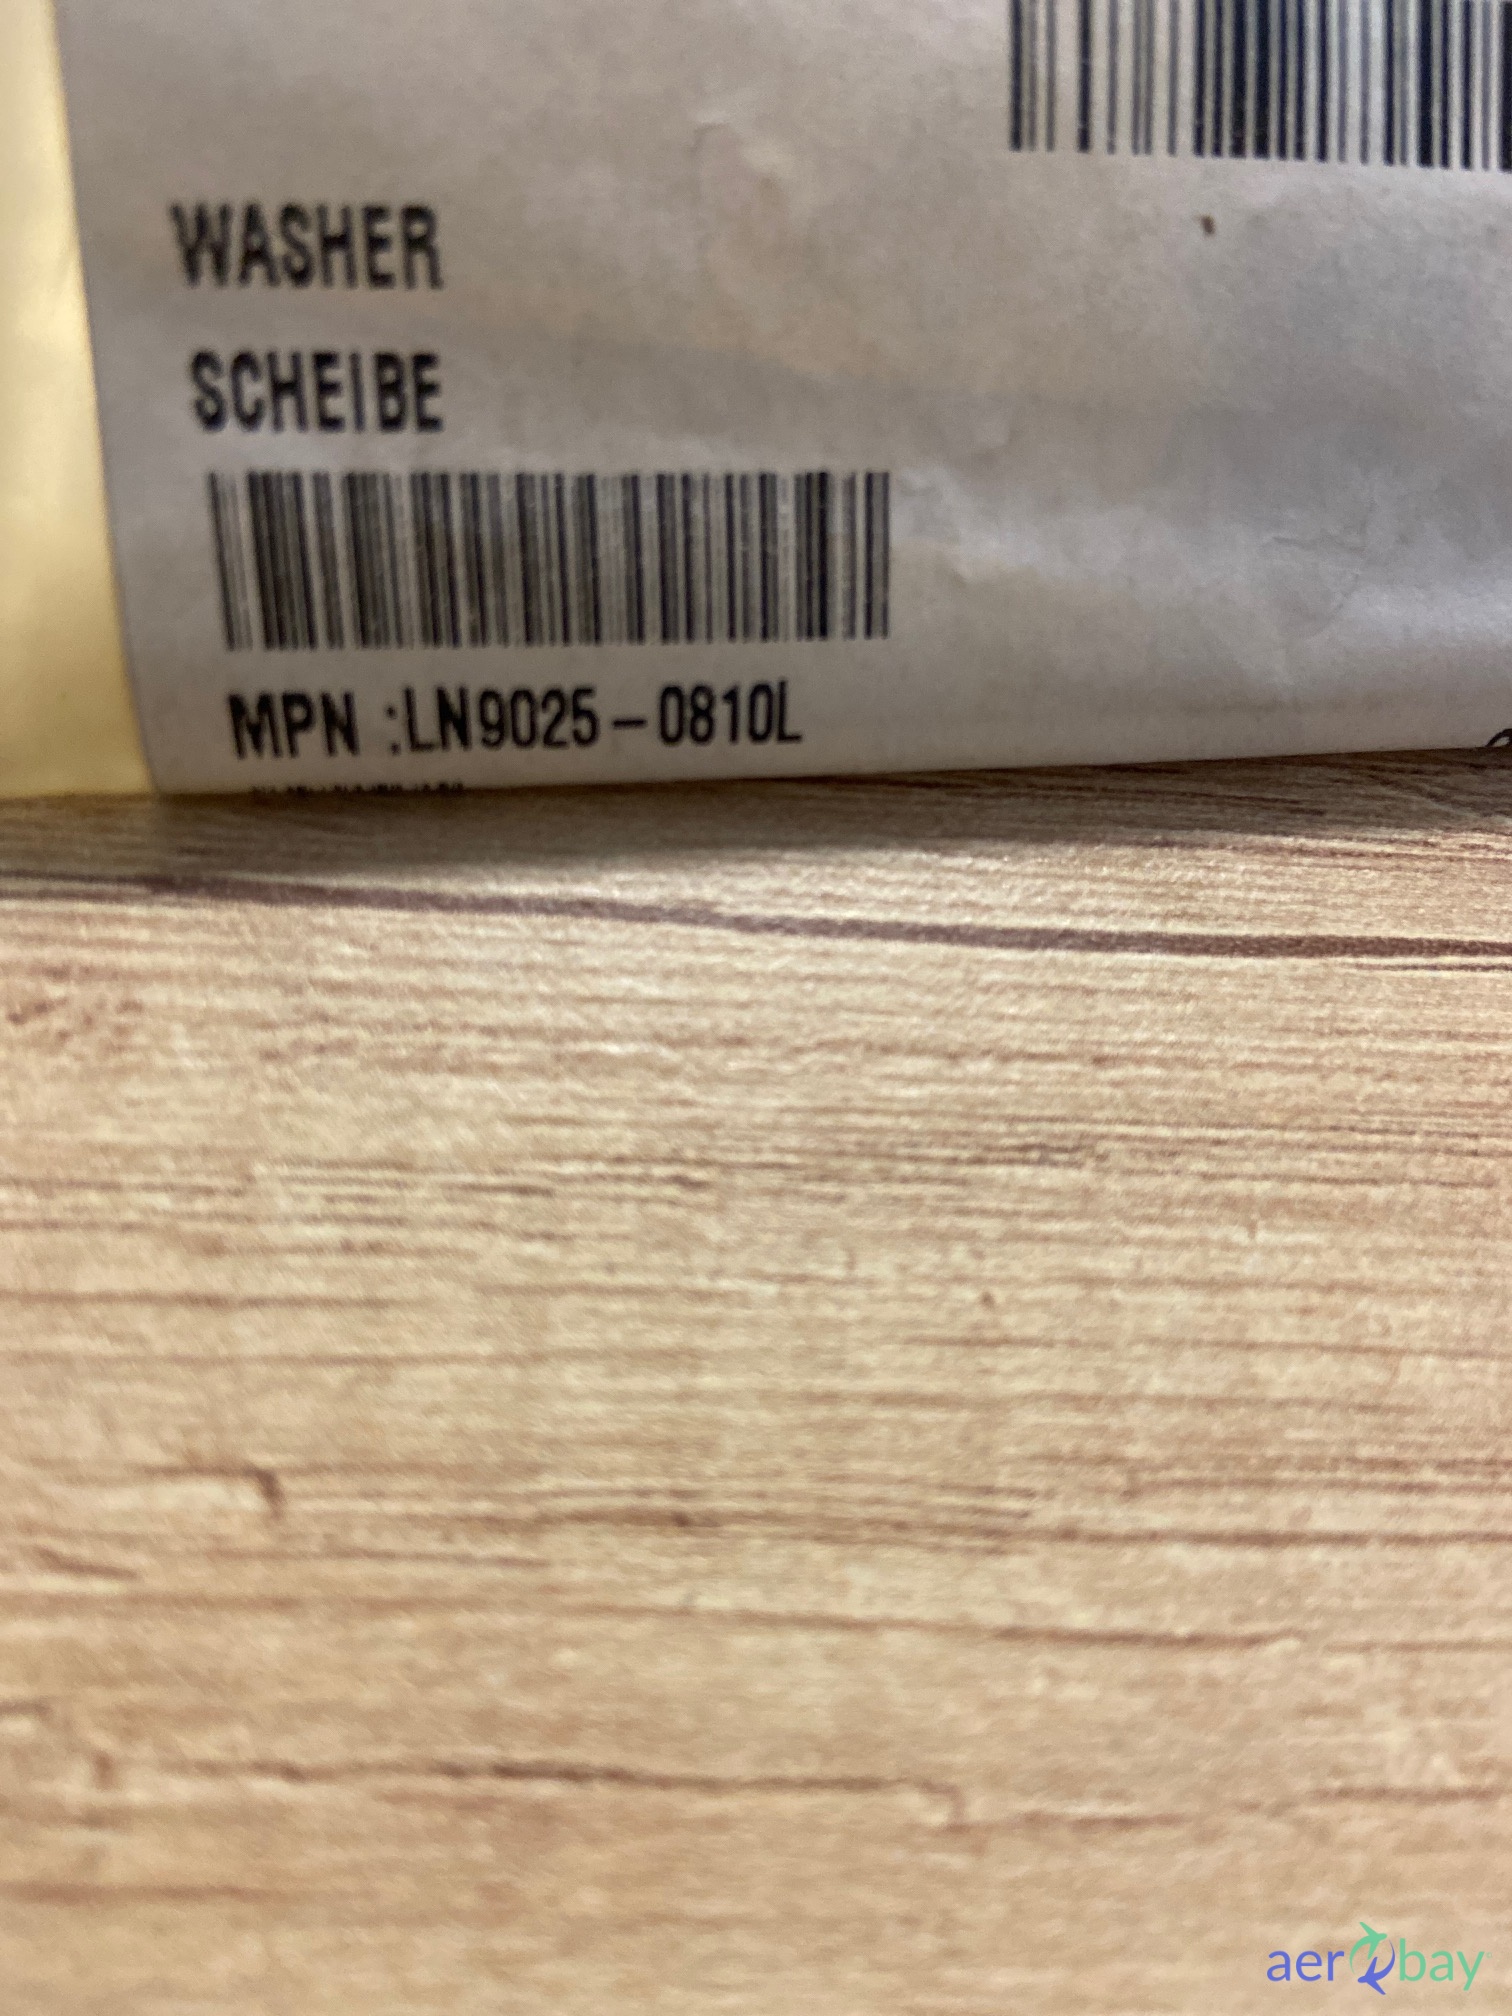 WASHER
SCHEIBE
MPN :LN9025-0810L
aerobay